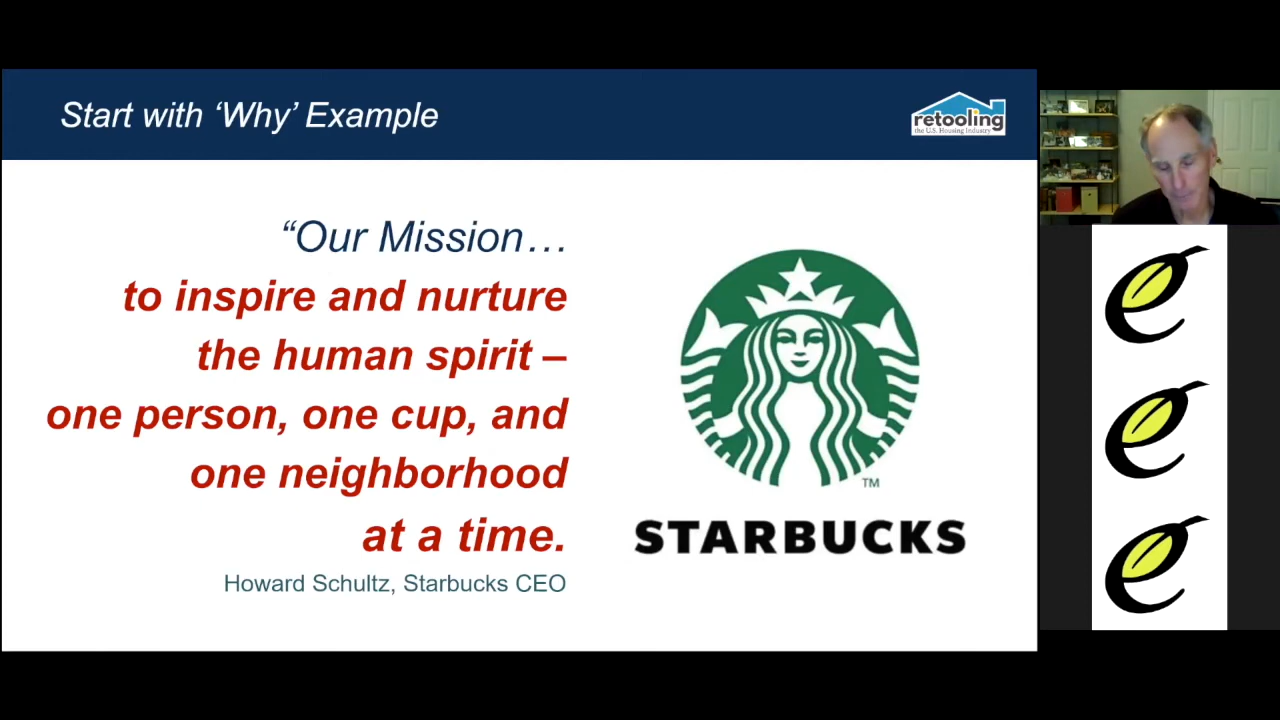 Start with ‘Why’ Example
retooling
the U.S. Housing Industry
“Our Mission…
to inspire and nurture
the human spirit –
one person, one cup, and
one neighborhood
at a time.
Howard Schultz, Starbucks CEO
TM
STARBUCKS
e
e
e